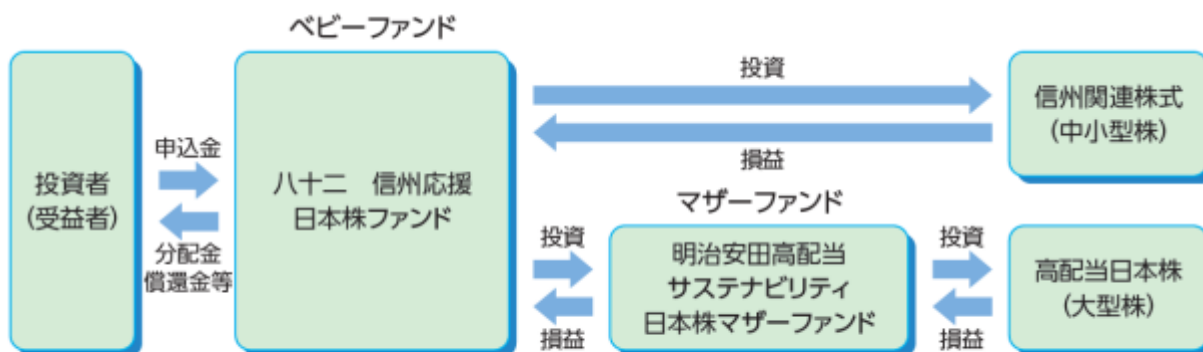 ベビーファンド
投資者
(受益者)
申込金
分配金
償還金等
八十二　信州応援
日本株ファンド
投資
損益
信州関連株式
(中小型株)
マザーファンド
投資
損益
明治安田高配当
サステナビリティ
日本株マザーファンド
投資
損益
高配当日本株
(大型株)